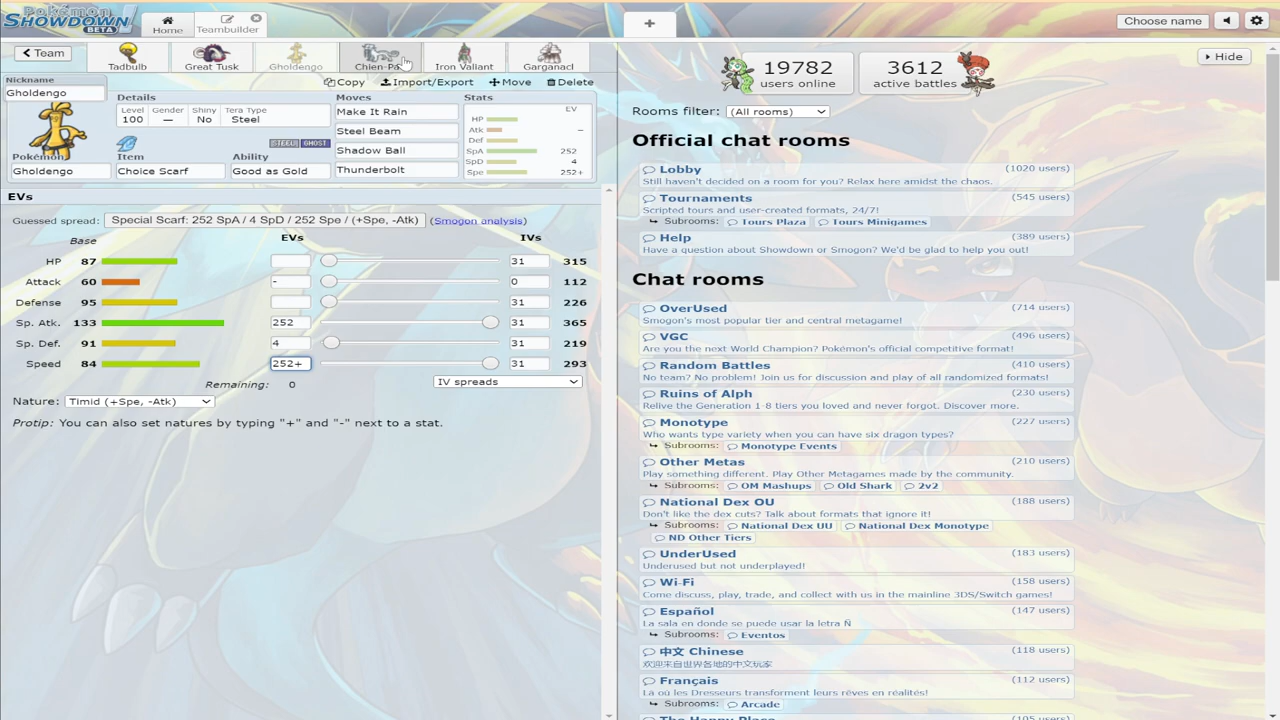 Pokémon
SHOWDOWN!
BETA
Home
Teambuilder
+
Choose name
< Team
Tadbulb
Great Tusk
Gholdengo
Chien-Pa
Iron Valiant
Garganacl
Nickname
Gholdengo
Copy
Import/Export
Move
Delete
Details
Level Gender Shiny Tera Type
100 — No Steel
Moves
Make It Rain
Steel Beam
Shadow Ball
Thunderbolt
Stats
EV
HP
Atk –
Def
SpA 252
SpD 4
Spe 252+
STEEL GHOST
Pokémon
Gholdengo
Item
Choice Scarf
Ability
Good as Gold
EVs
Guessed spread: Special Scarf: 252 SpA / 4 SpD / 252 Spe / (+Spe, -Atk) (Smogon analysis)
Base EVs IVs
HP 87 31 315
Attack 60 - 0 112
Defense 95 31 226
Sp. Atk. 133 252 31 365
Sp. Def. 91 4 31 219
Speed 84 252+ 31 293
Remaining: 0
IV spreads
Nature: Timid (+Spe, -Atk)
Protip: You can also set natures by typing "+" and "-" next to a stat.
19782
users online
3612
active battles
Hide
Rooms filter: (All rooms)
Official chat rooms
Lobby (1020 users)
Still haven't decided on a room for you? Relax here amidst the chaos.
Tournaments (545 users)
Scripted tours and user-created formats, 24/7!
Subrooms: Tours Plaza Tours Minigames
Help (389 users)
Have a question about Showdown or Smogon? We'd be glad to help you out!
Chat rooms
OverUsed (714 users)
Smogon's most popular tier and central metagame!
VGC (496 users)
Are you the next World Champion? Pokémon's official competitive format!
Random Battles (410 users)
No team? No problem! Join us for discussion and play of all randomized formats!
Ruins of Alph (230 users)
Relive the Generation 1-8 tiers you loved and never forgot. Discover more.
Monotype (227 users)
Who wants type variety when you can have six dragon types?
Subrooms: Monotype Events
Other Metas (210 users)
Play something different. Play Other Metagames made by the community.
Subrooms: OM Mashups Old Shark 2v2
National Dex OU (188 users)
Don't like the dex cuts? Talk about formats that ignore it!
Subrooms: National Dex UU National Dex Monotype
ND Other Tiers
UnderUsed (183 users)
Underused but not underplayed!
Wi-Fi (158 users)
Come discuss, play, trade, and collect with us in the mainline 3DS/Switch games!
Español (147 users)
La sala en donde se puede usar la letra Ñ
Subrooms: Eventos
中文 Chinese (118 users)
欢迎来自世界各地的中文玩家
Français (112 users)
Là où les Dresseurs transforment leurs rêves en réalités!
Subrooms: Arcade
The Happy Place (105 users)